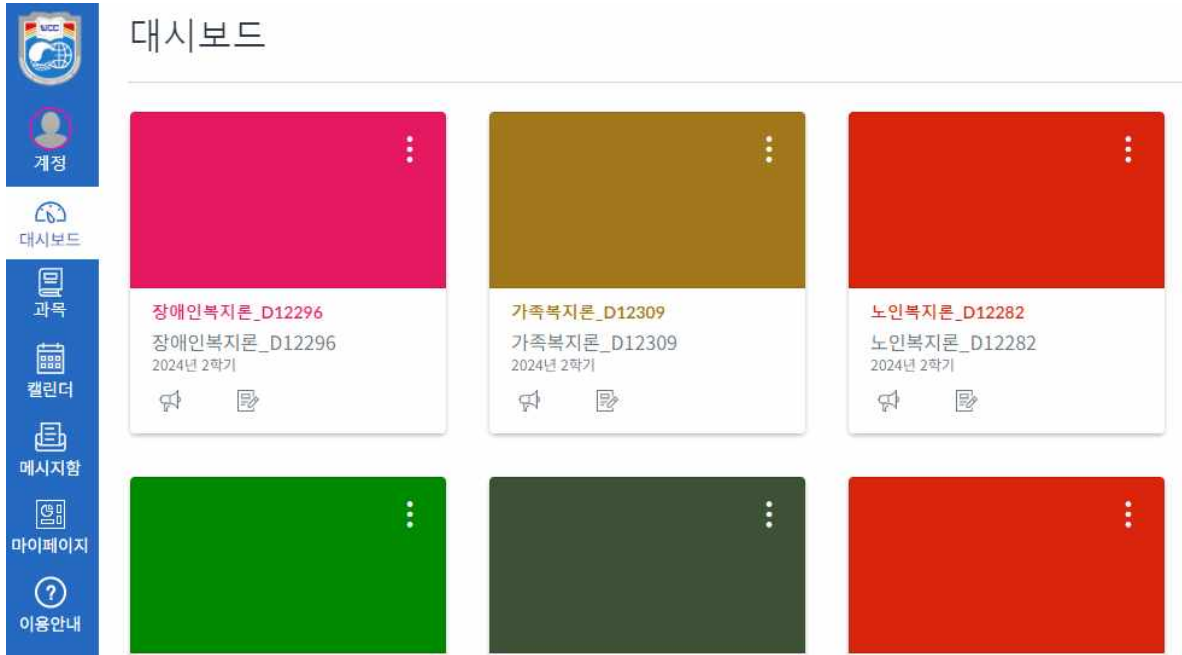 WCC
대시보드
계정
대시보드
과목
캘린더
메시지함
마이페이지
이용안내
장애인복지론_D12296
장애인복지론_D12296
2024년 2학기
가족복지론_D12309
가족복지론_D12309
2024년 2학기
노인복지론_D12282
노인복지론_D12282
2024년 2학기